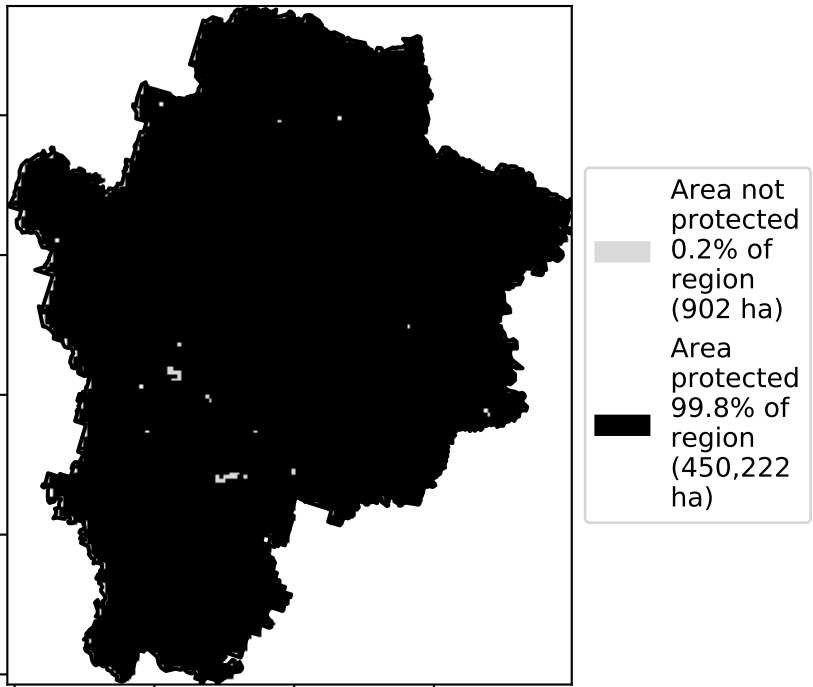 Area not
protected
0.2% of
region
(902 ha)
Area
protected
99.8% of
region
(450,222
ha)